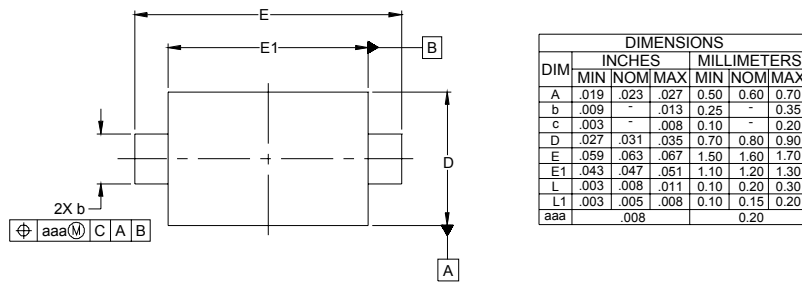 E
E1
B
D
2X b
⌖ aaaⓂ C A B
A
DIMENSIONS
DIM INCHES MILLIMETERS
MIN NOM MAX MIN NOM MAX
A .019 .023 .027 0.50 0.60 0.70
b .009 - .013 0.25 - 0.35
c .003 - .008 0.10 - 0.20
D .027 .031 .035 0.70 0.80 0.90
E .059 .063 .067 1.50 1.60 1.70
E1 .043 .047 .051 1.10 1.20 1.30
L .003 .008 .011 0.10 0.20 0.30
L1 .003 .005 .008 0.10 0.15 0.20
aaa .008 0.20